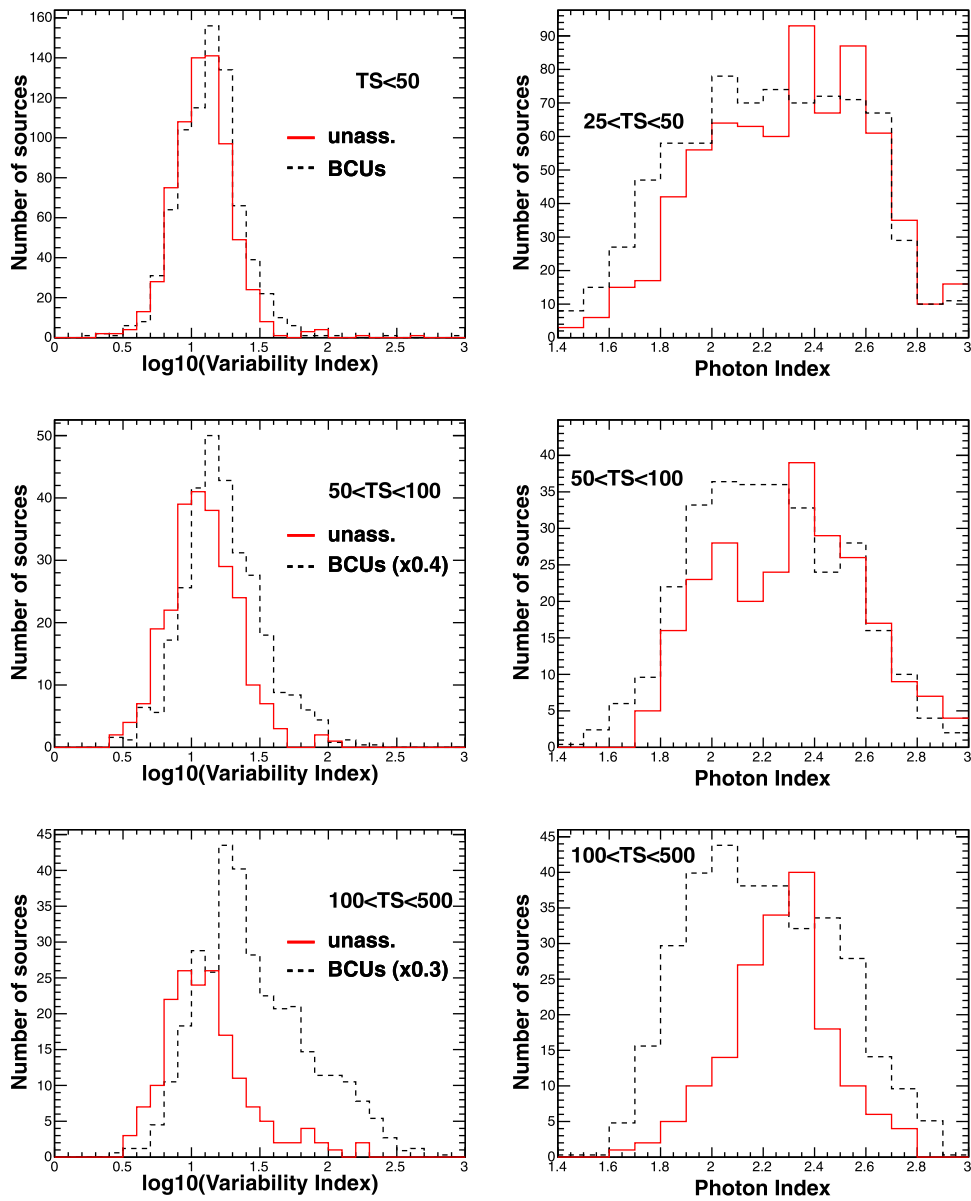 160
140
120
100
80
60
40
20
0
Number of sources
TS<50
unass.
BCUs
0 0.5 1 1.5 2 2.5 3
log10(Variability Index)
90
80
70
60
50
40
30
20
10
0
Number of sources
25<TS<50
1.4 1.6 1.8 2 2.2 2.4 2.6 2.8 3
Photon Index
50
40
30
20
10
0
Number of sources
50<TS<100
unass.
BCUs (x0.4)
0 0.5 1 1.5 2 2.5 3
log10(Variability Index)
40
35
30
25
20
15
10
5
0
Number of sources
50<TS<100
1.4 1.6 1.8 2 2.2 2.4 2.6 2.8 3
Photon Index
45
40
35
30
25
20
15
10
5
0
Number of sources
100<TS<500
unass.
BCUs (x0.3)
0 0.5 1 1.5 2 2.5 3
log10(Variability Index)
45
40
35
30
25
20
15
10
5
0
Number of sources
100<TS<500
1.4 1.6 1.8 2 2.2 2.4 2.6 2.8 3
Photon Index